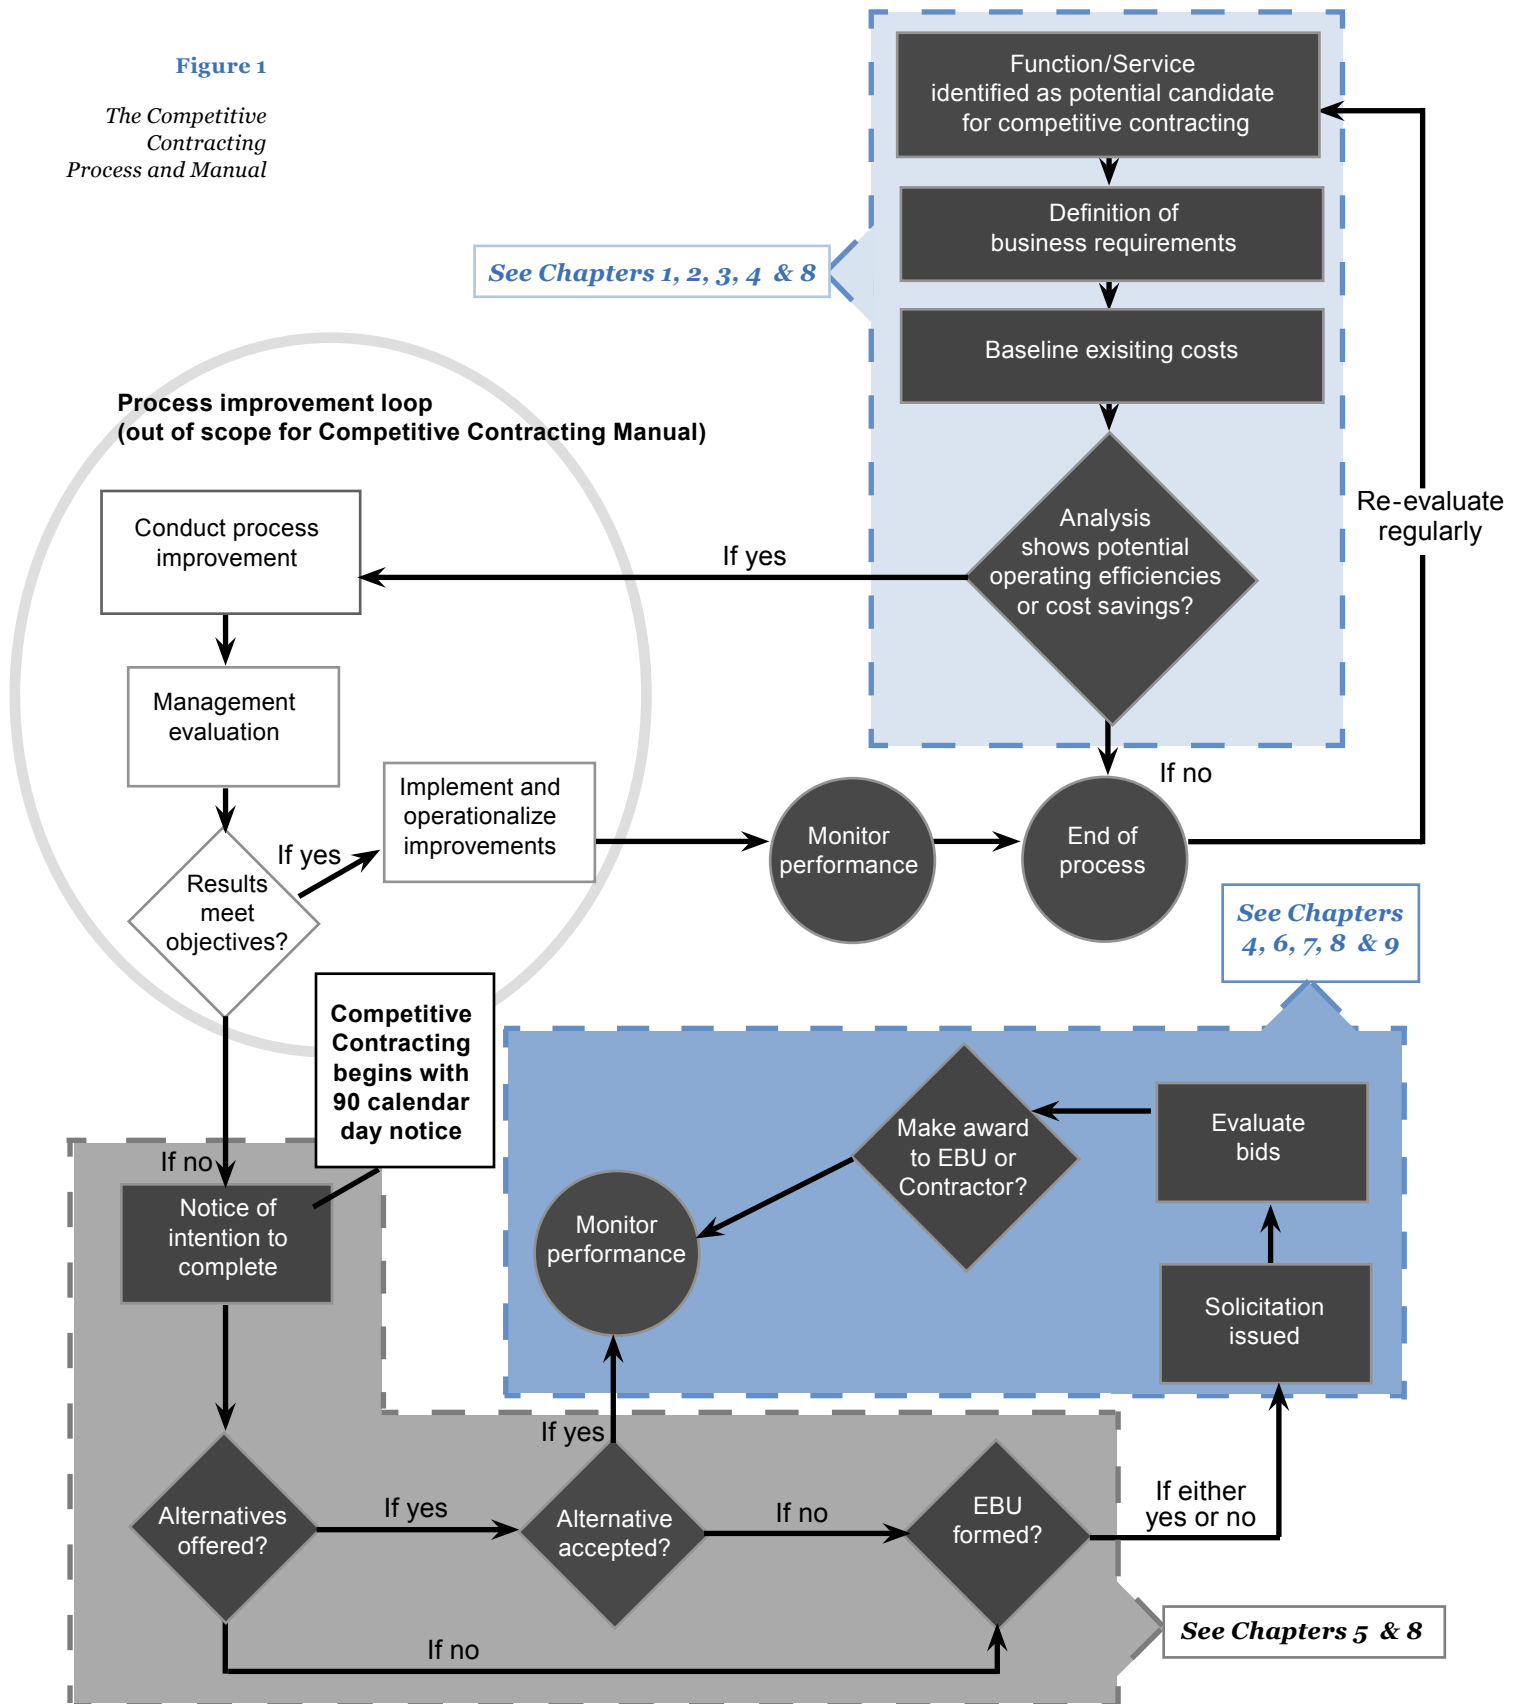 Figure 1
The Competitive
Contracting
Process and Manual
Function/Service
identified as potential candidate
for competitive contracting
Definition of
business requirements
See Chapters 1, 2, 3, 4 & 8
Baseline exisiting costs
Process improvement loop
(out of scope for Competitive Contracting Manual)
Analysis
shows potential
operating efficiencies
or cost savings?
Re-evaluate
regularly
If yes
Conduct process
improvement
Management
evaluation
If no
Implement and
operationalize
improvements
Monitor
performance
End of
process
If yes
Results
meet
objectives?
See Chapters
4, 6, 7, 8 & 9
Competitive
Contracting
begins with
90 calendar
day notice
Make award
to EBU or
Contractor?
Evaluate
bids
If no
Notice of
intention to
complete
Monitor
performance
Solicitation
issued
If yes
Alternatives
offered?
If yes
Alternative
accepted?
If no
EBU
formed?
If either
yes or no
If no
See Chapters 5 & 8